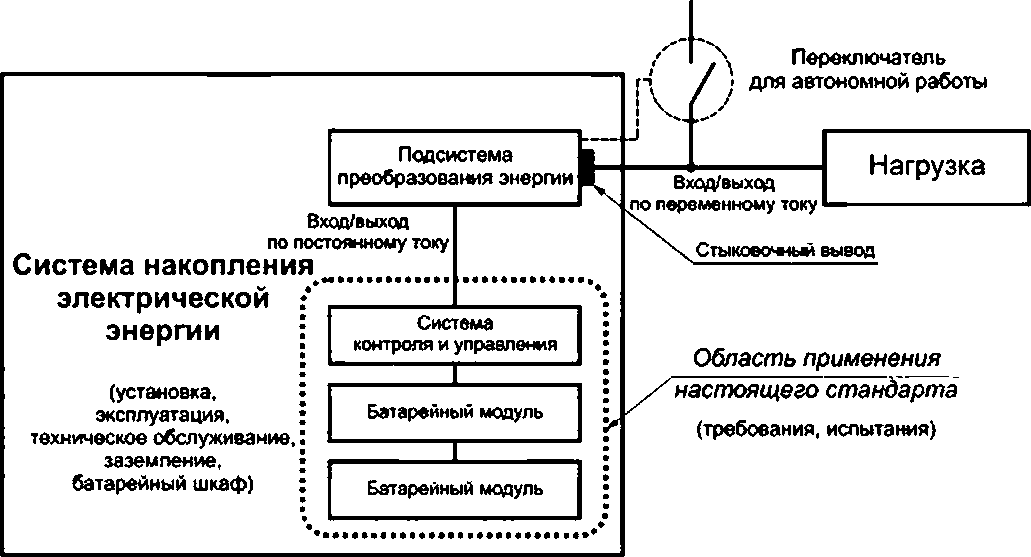 Переключатель
для автономной работы
Подсистема
преобразования энергии
Нагрузка
Вход/выход
по переменному току
Вход/выход
по постоянному току
Стыковочный вывод
Система накопления
электрической
энергии
(установка,
эксплуатация,
техническое обслуживание,
заземление,
батарейный шкаф)
Система
контроля и управления
Батарейный модуль
Батарейный модуль
Область применения
настоящего стандарта
(требования, испытания)